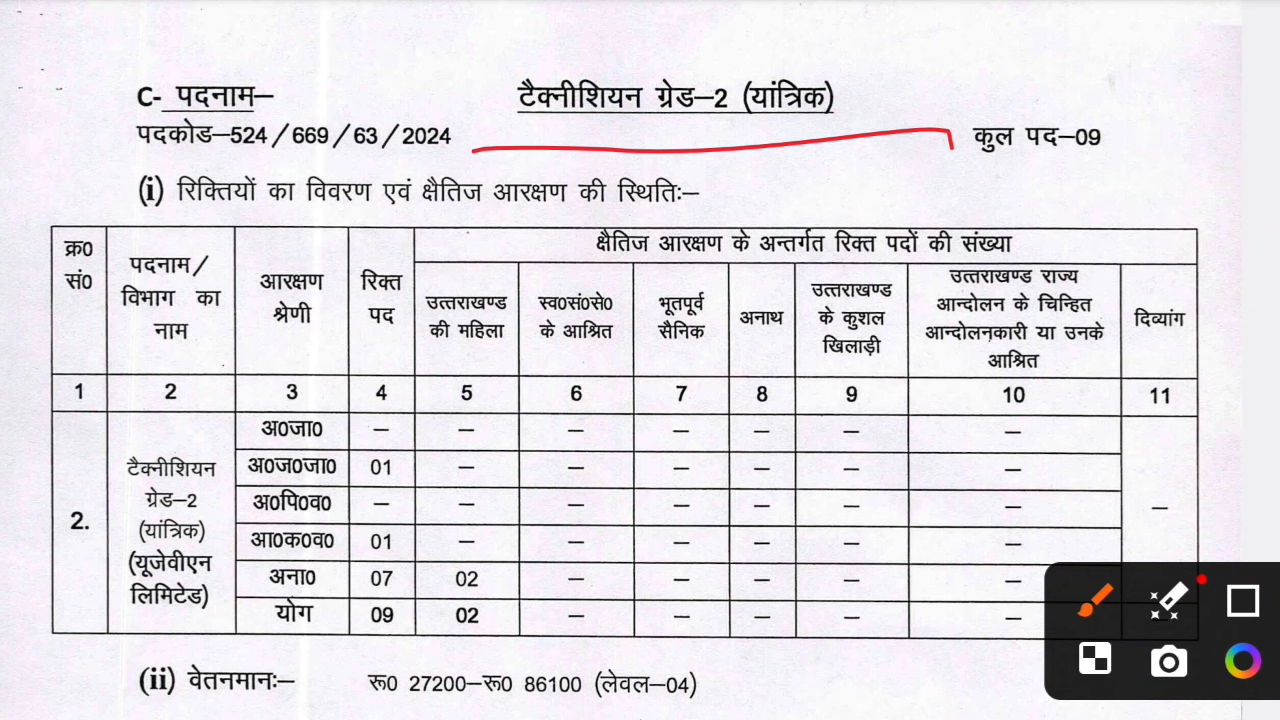 C- पदनाम– टैक्नीशियन ग्रेड–2 (यांत्रिक)
पदकोड–524/669/63/2024 कुल पद–09
(i) रिक्तियों का विवरण एवं क्षैतिज आरक्षण की स्थितिः–
क्र0 सं0 | पदनाम/ विभाग का नाम | आरक्षण श्रेणी | रिक्त पद | क्षैतिज आरक्षण के अन्तर्गत रिक्त पदों की संख्या
उत्तराखण्ड की महिला | स्व0सं0से0 के आश्रित | भूतपूर्व सैनिक | अनाथ | उत्तराखण्ड के कुशल खिलाड़ी | उत्तराखण्ड राज्य आन्दोलन के चिन्हित आन्दोलनकारी या उनके आश्रित | दिव्यांग
1 | 2 | 3 | 4 | 5 | 6 | 7 | 8 | 9 | 10 | 11
2. | टैक्नीशियन ग्रेड–2 (यांत्रिक) (यूजेवीएन लिमिटेड) | अ0जा0 | – | – | – | – | – | – | – | –
अ0ज0जा0 | 01 | – | – | – | – | – | –
अ0पि0व0 | – | – | – | – | – | – | –
आ0क0व0 | 01 | – | – | – | – | – | –
अना0 | 07 | 02 | – | – | – | – | –
योग | 09 | 02 | – | – | – | – | –
(ii) वेतनमानः– रू0 27200–रू0 86100 (लेवल–04)